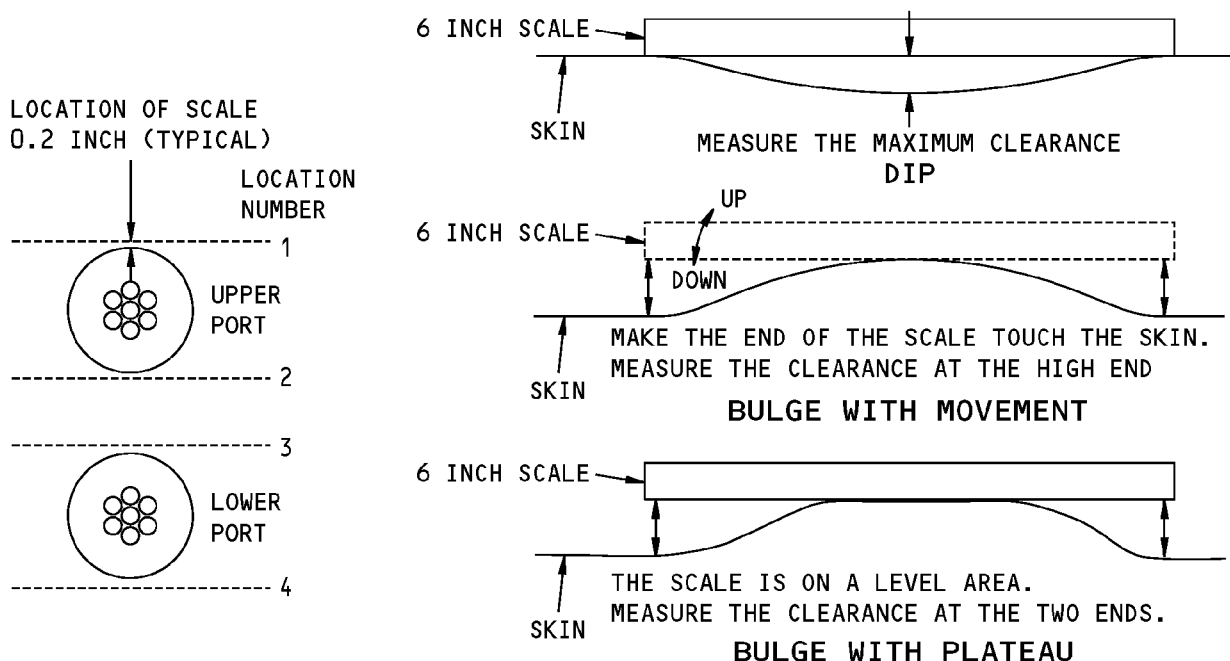 LOCATION OF SCALE
0.2 INCH (TYPICAL)
LOCATION
NUMBER
1
UPPER
PORT
2
3
LOWER
PORT
4
6 INCH SCALE
SKIN
MEASURE THE MAXIMUM CLEARANCE
DIP
UP
6 INCH SCALE
DOWN
MAKE THE END OF THE SCALE TOUCH THE SKIN.
MEASURE THE CLEARANCE AT THE HIGH END
SKIN
BULGE WITH MOVEMENT
6 INCH SCALE
THE SCALE IS ON A LEVEL AREA.
MEASURE THE CLEARANCE AT THE TWO ENDS.
SKIN
BULGE WITH PLATEAU